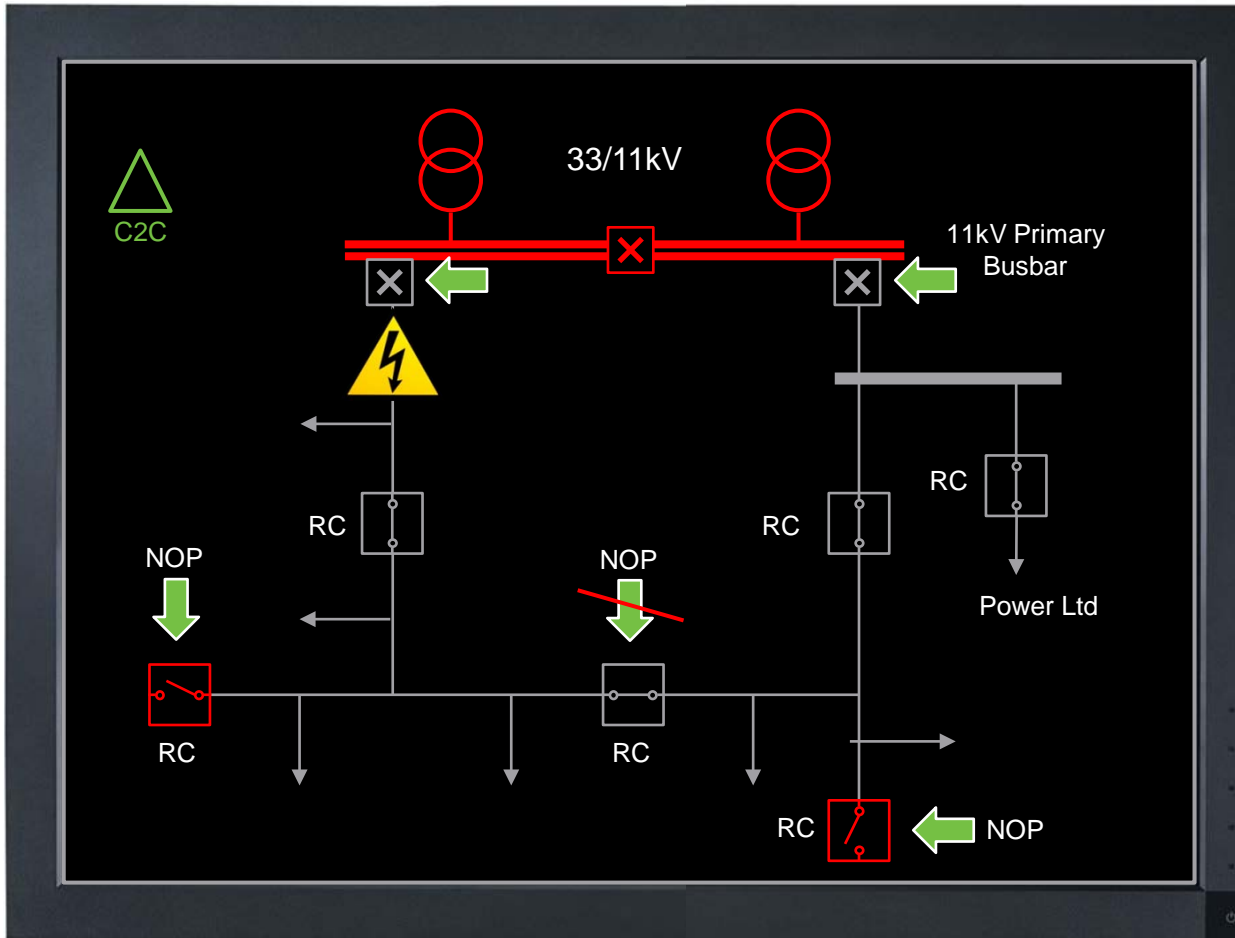 33/11kV
C2C
11kV Primary
Busbar
RC
RC
RC
NOP
NOP
Power Ltd
RC
RC
RC
NOP